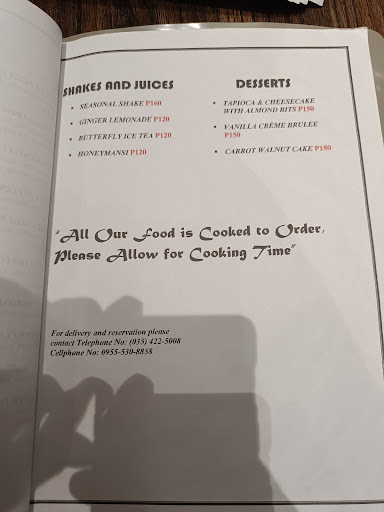 SHAKES AND JUICES
• SEASONAL SHAKE P160
• GINGER LEMONADE P120
• BUTTERFLY ICE TEA P120
• HONEYMANSI P120
DESSERTS
• TAPIOCA & CHEESECAKE
WITH ALMOND BITS P150
• VANILLA CRÈME BRULEE
P150
• CARROT WALNUT CAKE P150
"All Our Food is Cooked to Order,
Please Allow for Cooking Time"
For delivery and reservation please
contact Telephone No: (035) 422-5008
Cellphone No: 0955-530-8858